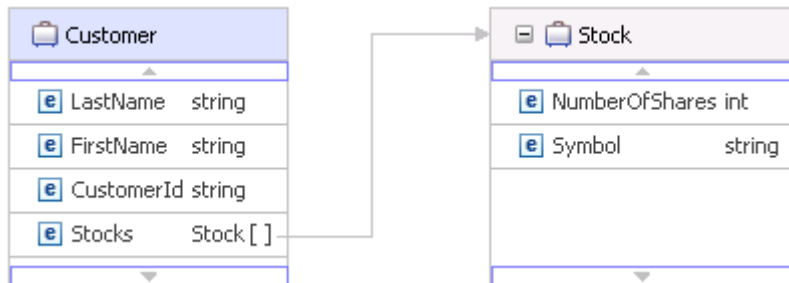 Customer
e LastName string
e FirstName string
e CustomerId string
e Stocks Stock [ ]
Stock
e NumberOfShares int
e Symbol string